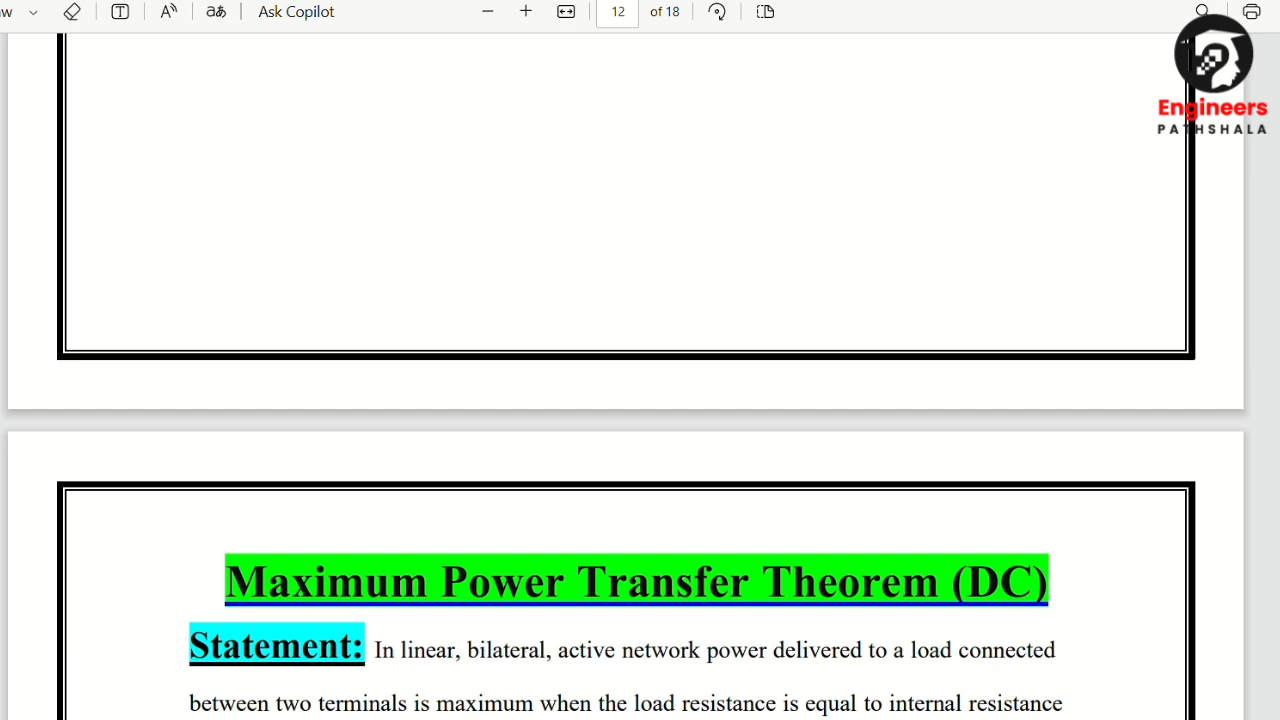 w
Ask Copilot
12
of 18
Engineers
PATHSHALA
Maximum Power Transfer Theorem (DC)
Statement: In linear, bilateral, active network power delivered to a load connected
between two terminals is maximum when the load resistance is equal to internal resistance